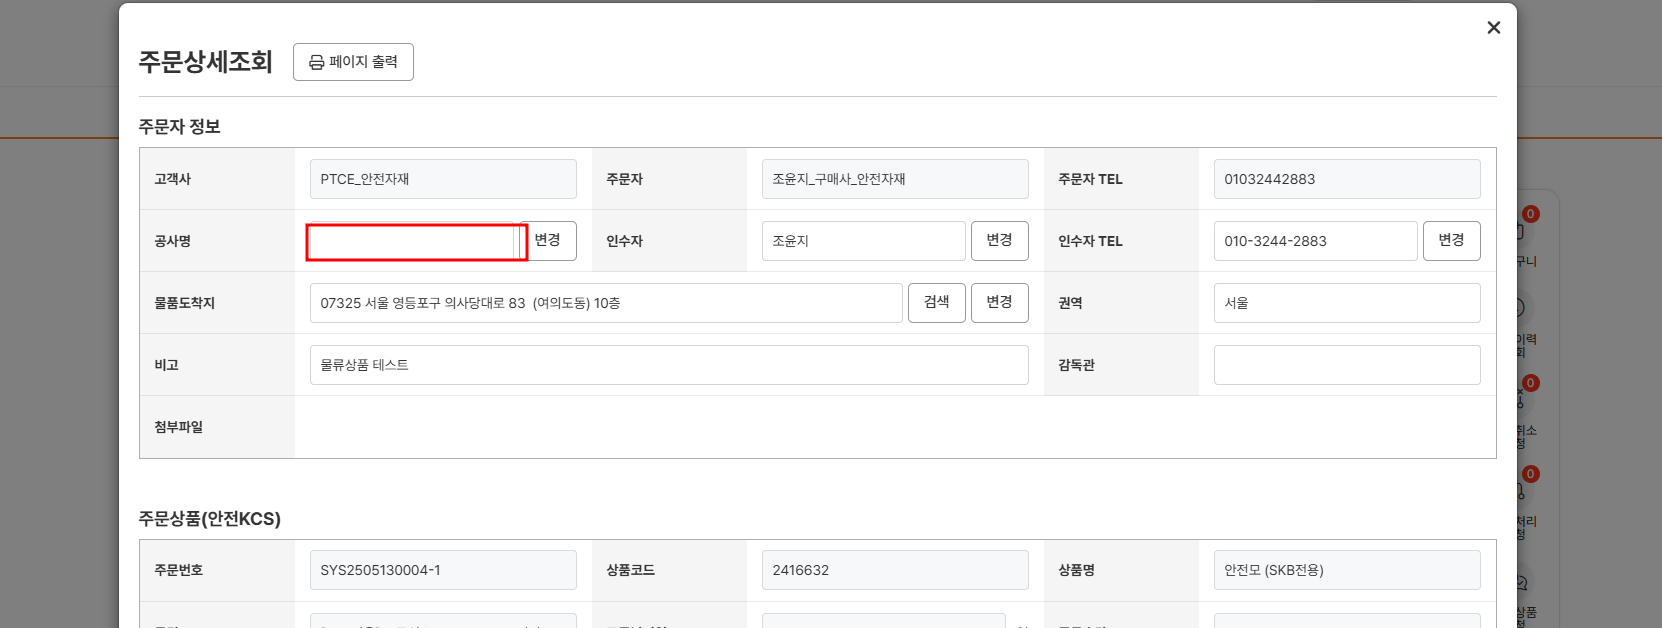 주문상세조회 페이지 출력
주문자 정보
고객사 PTCE_안전자재 주문자 조윤지_구매사_안전자재 주문자 TEL 01032442883
0
공사명 변경 인수자 조윤지 변경 인수자 TEL 010-3244-2883 변경
구니
물품도착지 07325 서울 영등포구 의사당대로 83 (여의도동) 10층 검색 변경 권역 서울
이력
회
비고 물류상품 테스트 감독관
0
첨부파일
취소
청
0
주문상품(안전KCS)
처리
청
주문번호 SYS2505130004-1 상품코드 2416632 상품명 안전모 (SKB전용)
상품